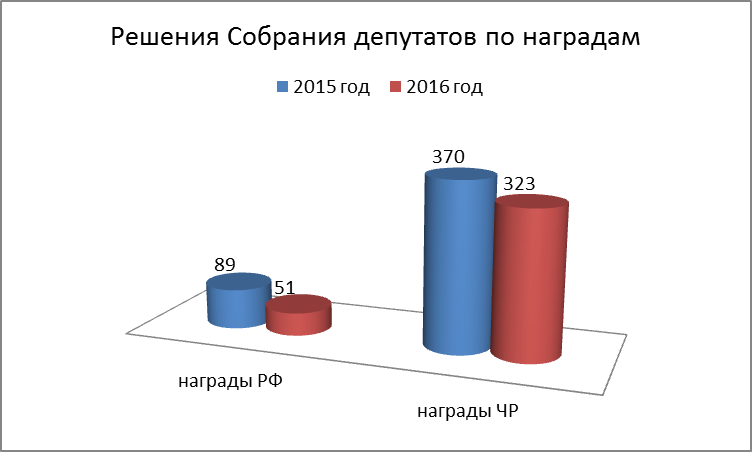 Решения Собрания депутатов по наградам
2015 год 2016 год
370
323
89
51
награды РФ
награды ЧР